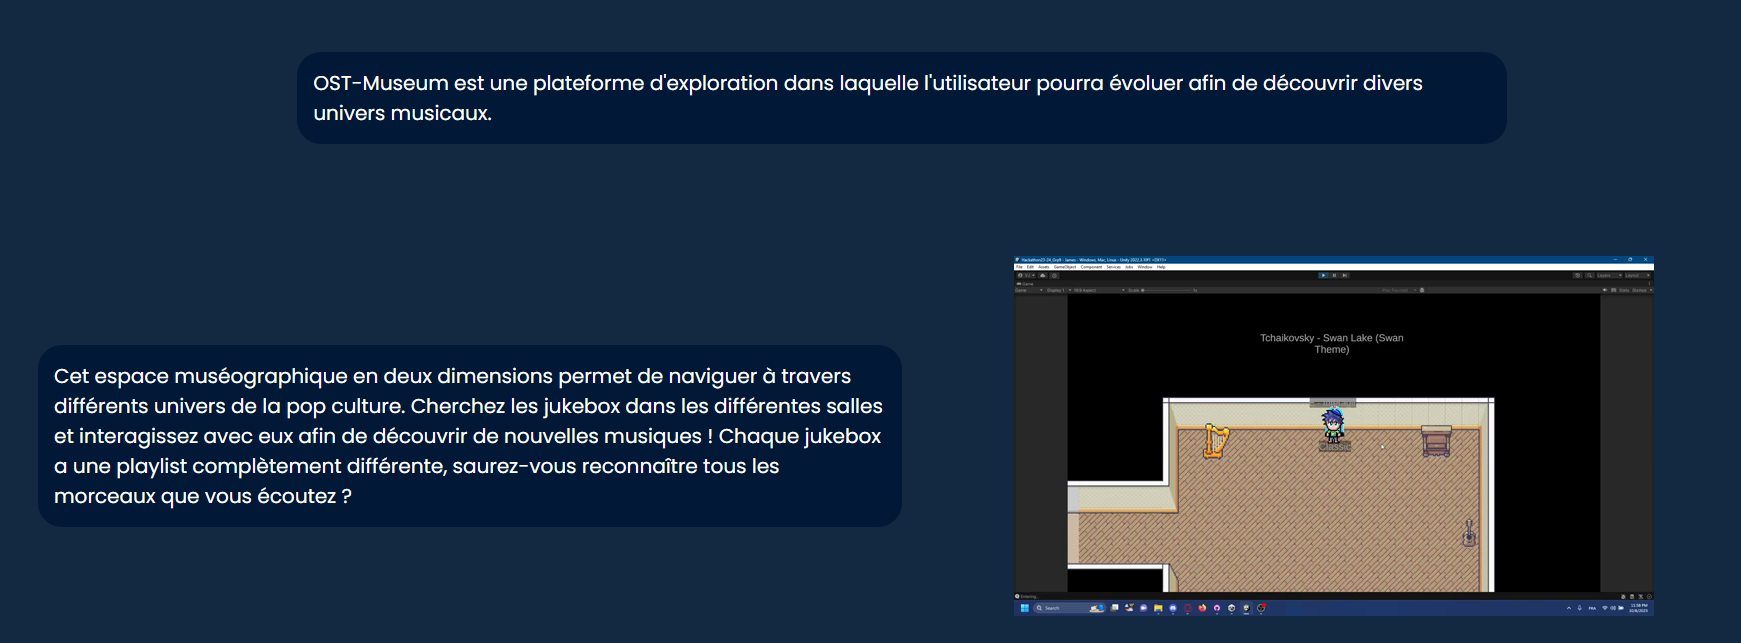 OST-Museum est une plateforme d'exploration dans laquelle l'utilisateur pourra évoluer afin de découvrir divers
univers musicaux.
Cet espace muséographique en deux dimensions permet de naviguer à travers
différents univers de la pop culture. Cherchez les jukebox dans les différentes salles
et interagissez avec eux afin de découvrir de nouvelles musiques ! Chaque jukebox
a une playlist complètement différente, saurez-vous reconnaître tous les
morceaux que vous écoutez ?
File Edit Assets GameObject Component Services Jobs Window Help
Game
Tchaikovsky - Swan Lake (Swan
Theme)
Classic
Search